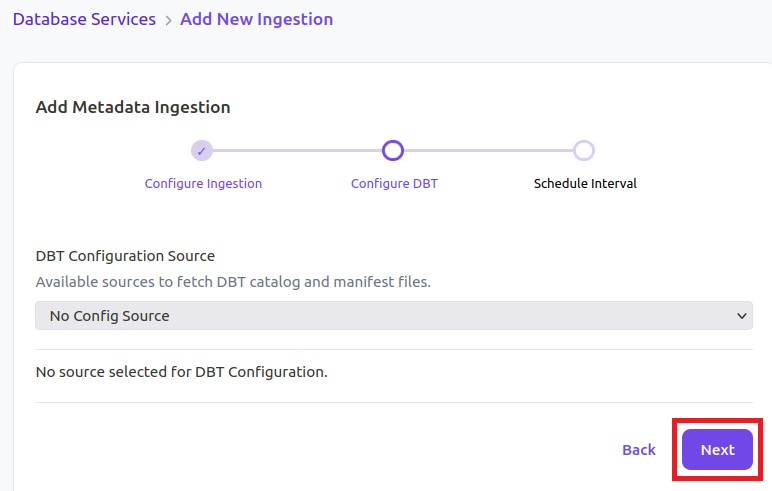 Database Services > Add New Ingestion
Add Metadata Ingestion
Configure Ingestion Configure DBT Schedule Interval
DBT Configuration Source
Available sources to fetch DBT catalog and manifest files.
No Config Source
No source selected for DBT Configuration.
Back Next